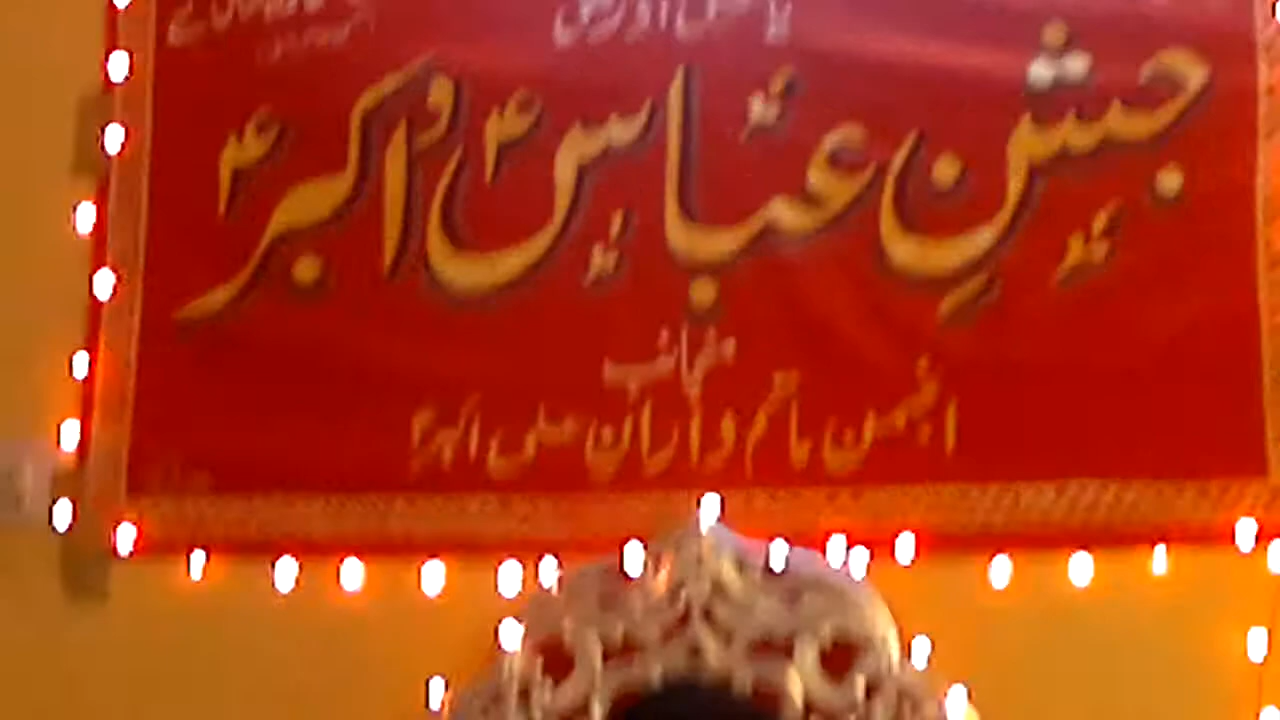 جشنِ عباسؑ و اکبرؑ
منجانب
انجمن ماتم داران علی اکبرؑ